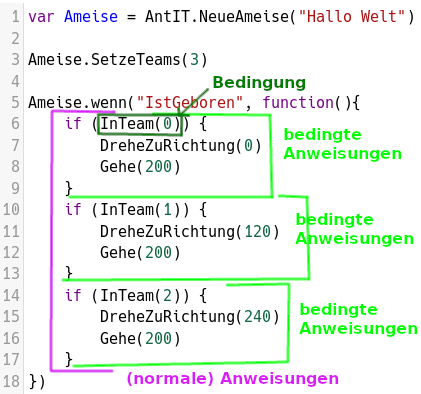 1 var Ameise = AntIT.NeueAmeise("Hallo Welt")
2
3 Ameise.SetzeTeams(3)
4
Bedingung
5 Ameise.wenn("IstGeboren", function(){
6 if (InTeam(0)) {
bedingte
7 DreheZuRichtung(0)
Anweisungen
8 Gehe(200)
9 }
10 if (InTeam(1)) {
bedingte
11 DreheZuRichtung(120)
Anweisungen
12 Gehe(200)
13 }
14 if (InTeam(2)) {
bedingte
15 DreheZuRichtung(240)
Anweisungen
16 Gehe(200)
17 }
18 })
(normale) Anweisungen